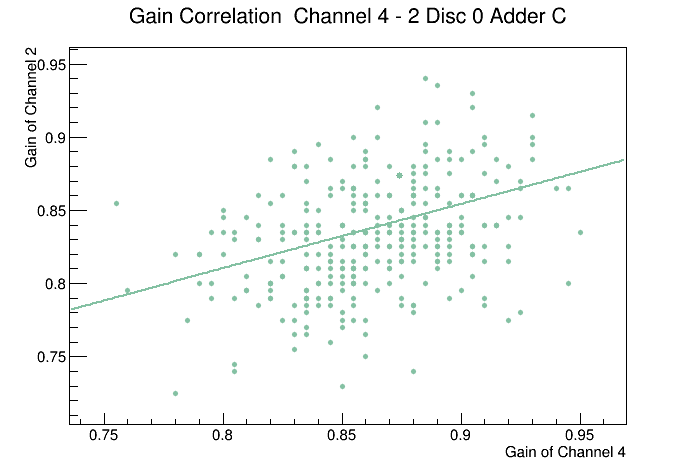 Gain Correlation  Channel 4 - 2 Disc 0 Adder C
Gain of Channel 2
0.95
0.9
0.85
0.8
0.75
0.75 0.8 0.85 0.9 0.95
Gain of Channel 4